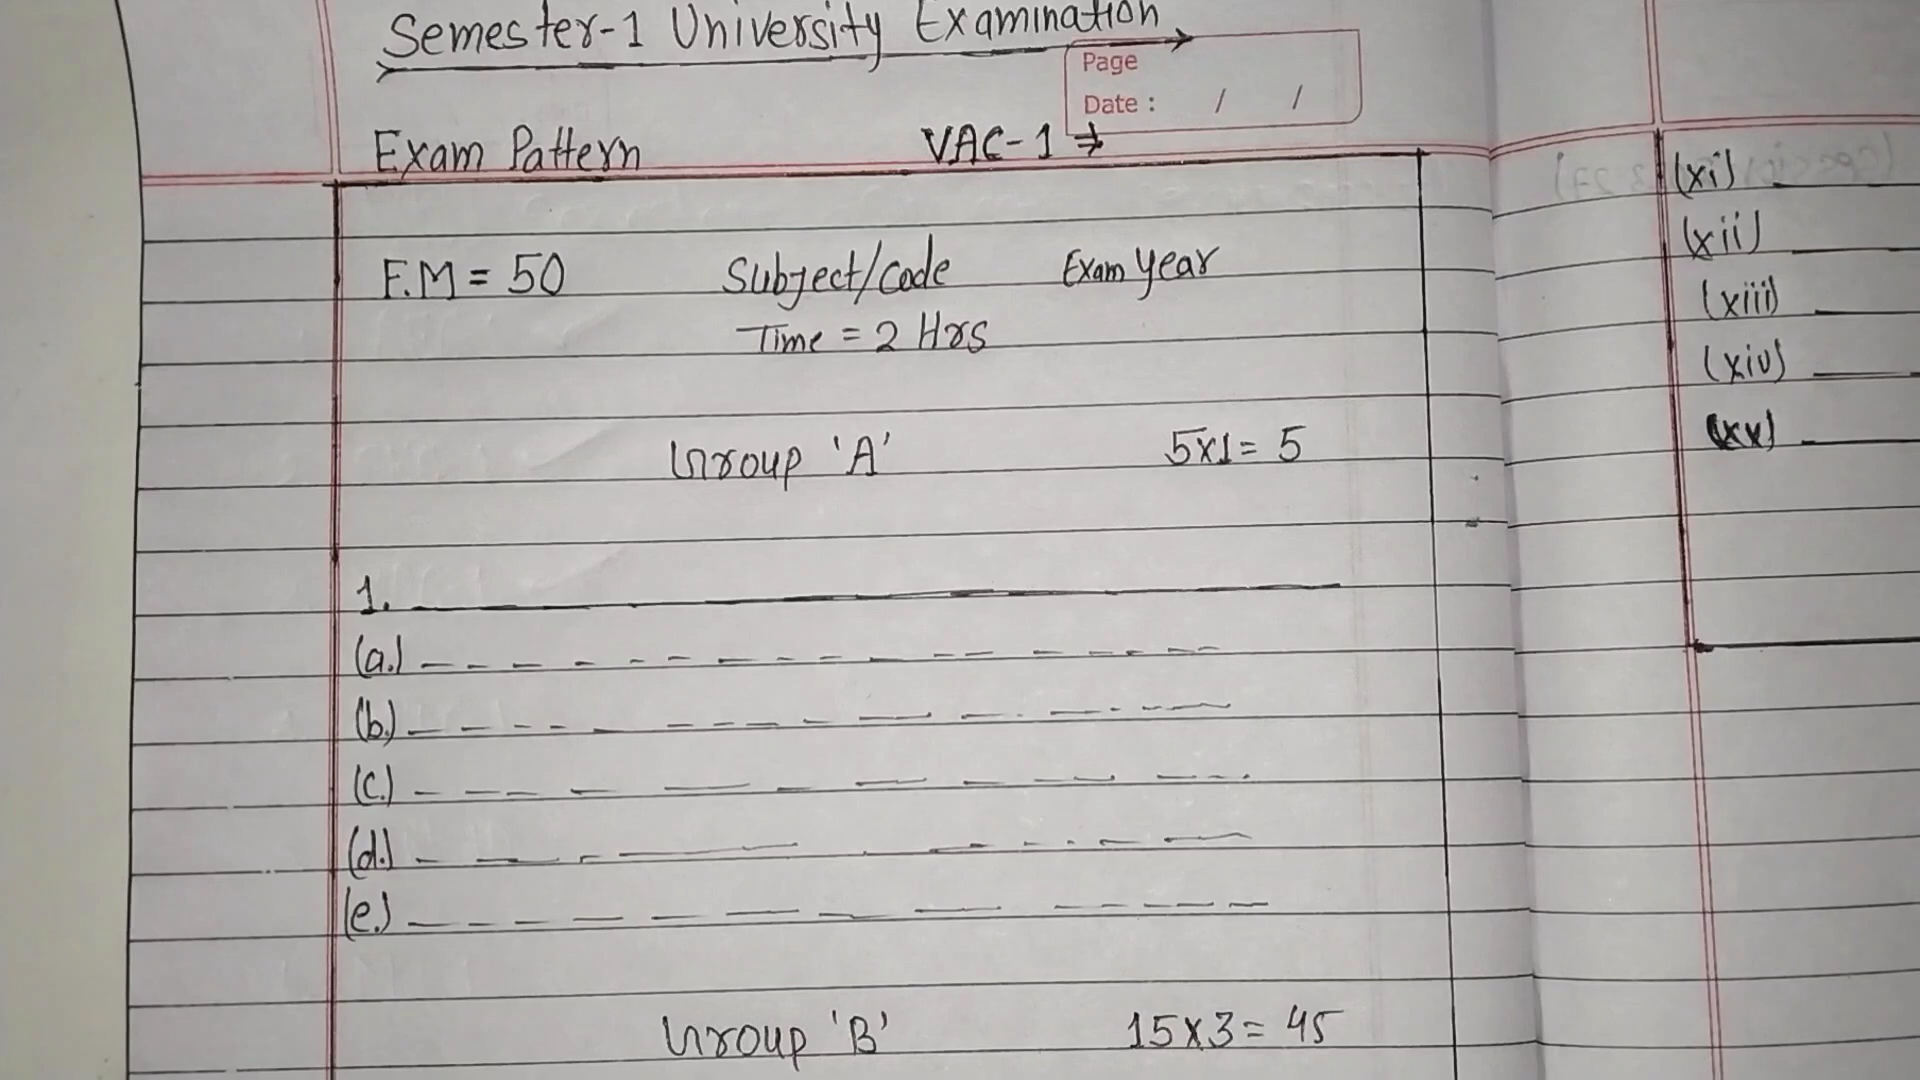 Semester-1 University Examination
Page
Date : / /
Exam Pattern VAC-1 →
F.M = 50 Subject/code Exam year
Time = 2 Hrs
Group 'A' 5x1= 5
1.
(a.)
(b.)
(c.)
(d.)
(e.)
Group 'B' 15x3= 45
(xi)
(xii)
(xiii)
(xiv)
(xv)